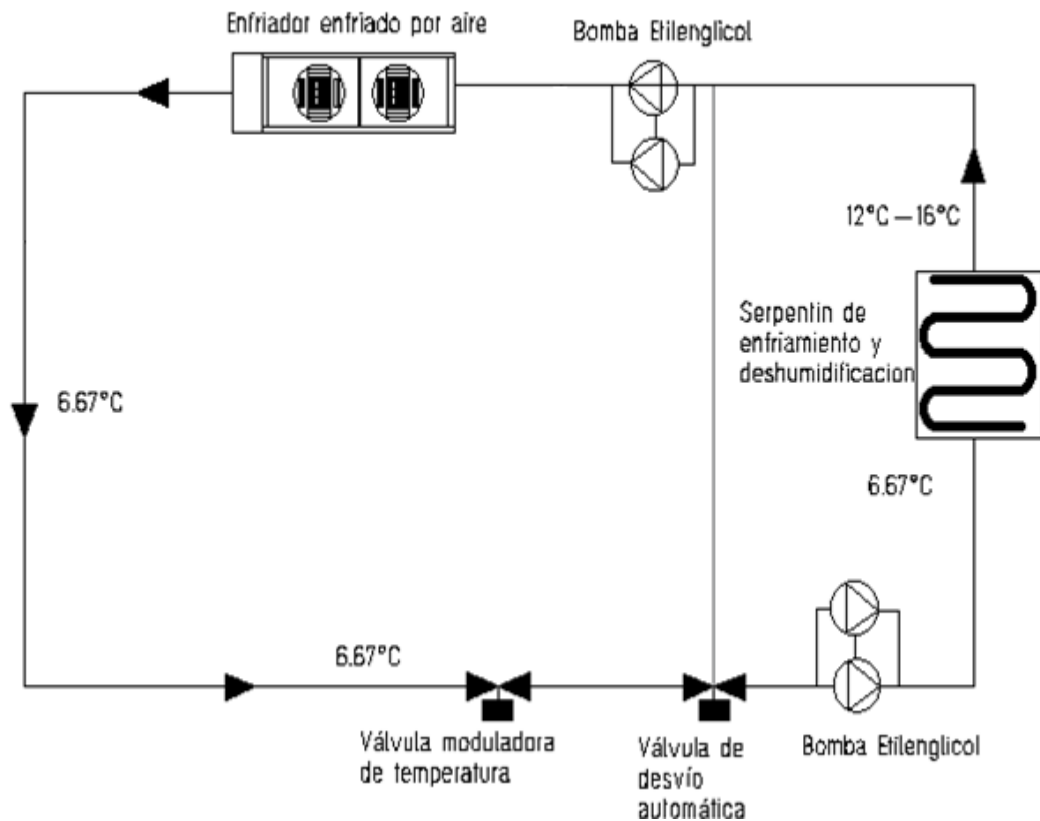 Enfriador enfriado por aire
Bomba Etilenglicol
12°C – 16°C
Serpentin de
enfriamiento y
deshumidificacion
6.67°C
6.67°C
6.67°C
Válvula moduladora
de temperatura
Válvula de
desvío
automática
Bomba Etilenglicol